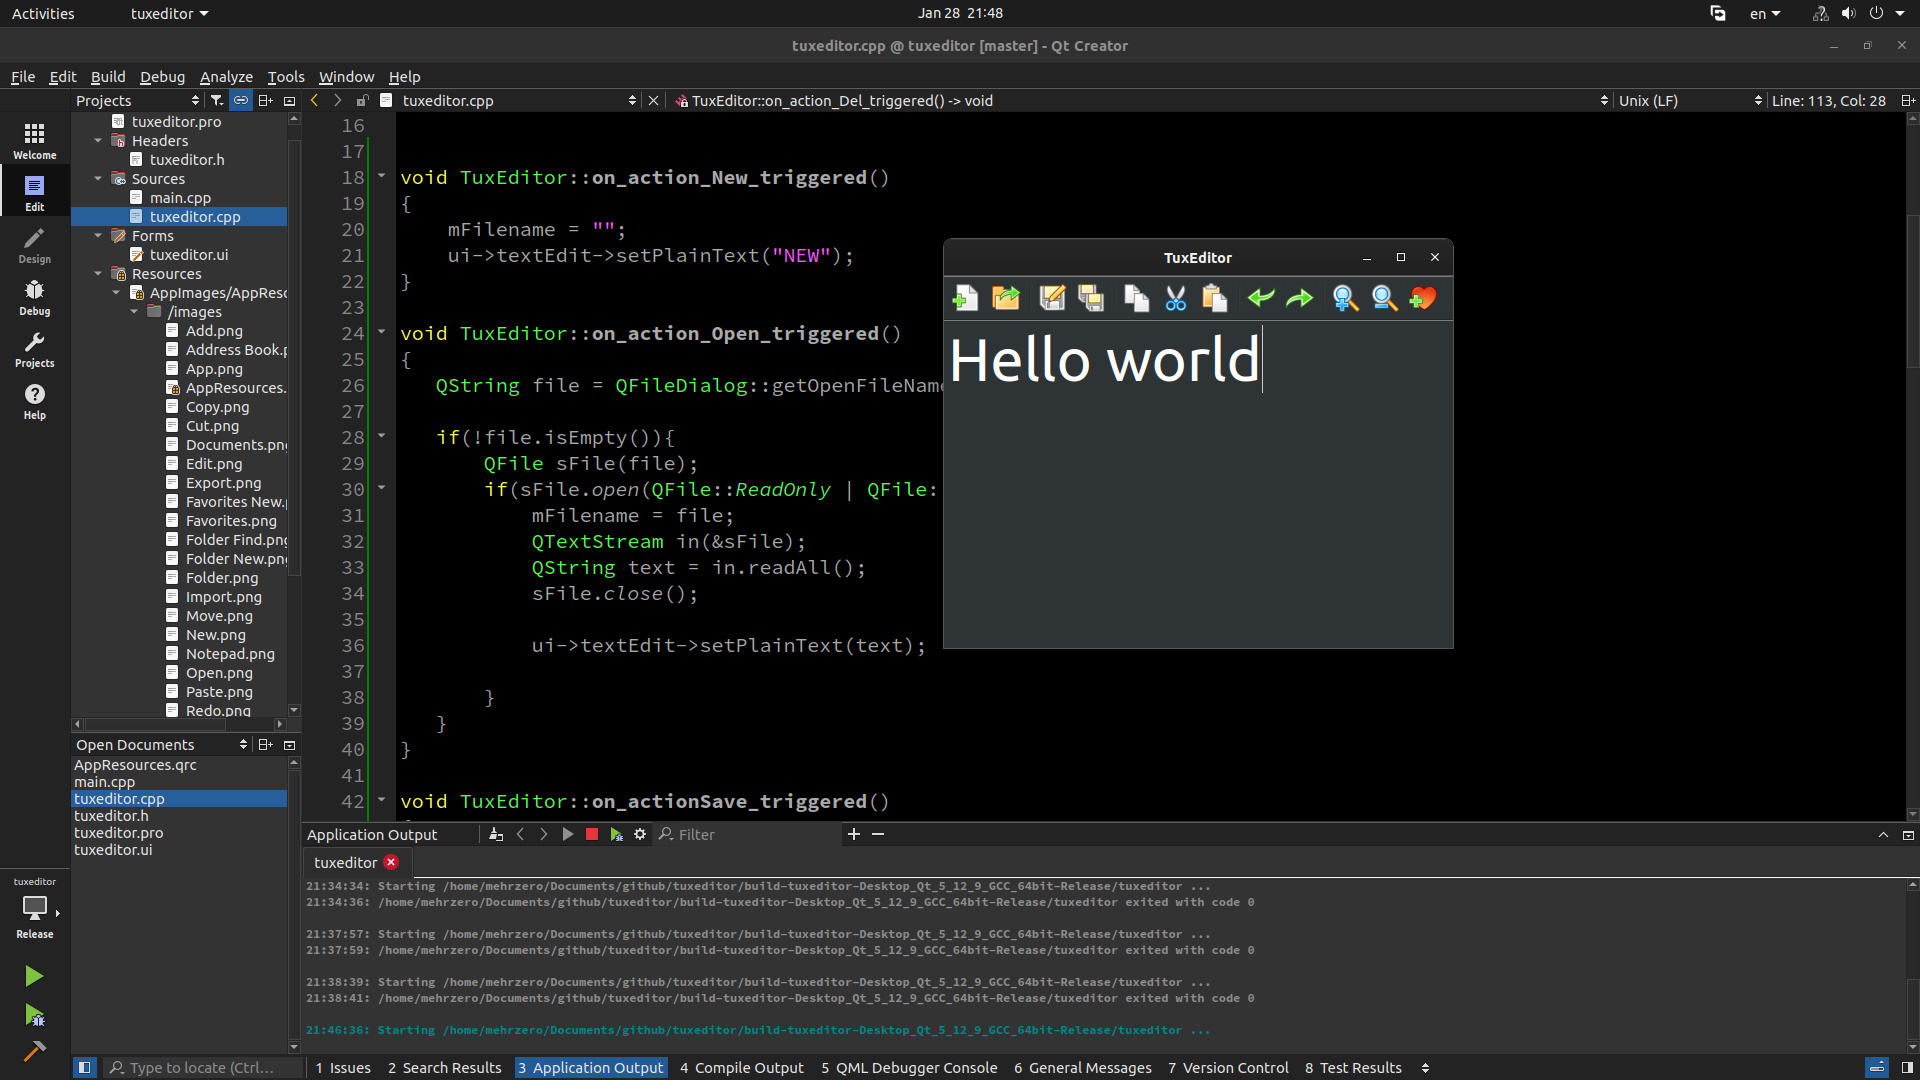 Activities
tuxeditor
Jan 28 21:48
en
tuxeditor.cpp @ tuxeditor [master] - Qt Creator
File Edit Build Debug Analyze Tools Window Help
Projects
tuxeditor.cpp
TuxEditor::on_action_Del_triggered() -> void
Unix (LF)
Line: 113, Col: 28
Welcome
Edit
Design
Debug
Projects
Help
tuxeditor.pro
Headers
tuxeditor.h
Sources
main.cpp
tuxeditor.cpp
Forms
tuxeditor.ui
Resources
AppImages/AppResc
/images
Add.png
Address Book.p
App.png
AppResources.
Copy.png
Cut.png
Documents.png
Edit.png
Export.png
Favorites New.p
Favorites.png
Folder Find.png
Folder New.png
Folder.png
Import.png
Move.png
New.png
Notepad.png
Open.png
Paste.png
Redo.png
Open Documents
AppResources.qrc
main.cpp
tuxeditor.cpp
tuxeditor.h
tuxeditor.pro
tuxeditor.ui
tuxeditor
Release
16
17
18 void TuxEditor::on_action_New_triggered()
19 {
20 mFilename = "";
21 ui->textEdit->setPlainText("NEW");
22 }
23
24 void TuxEditor::on_action_Open_triggered()
25 {
26 QString file = QFileDialog::getOpenFileName
27
28 if(!file.isEmpty()){
29 QFile sFile(file);
30 if(sFile.open(QFile::ReadOnly | QFile:
31 mFilename = file;
32 QTextStream in(&sFile);
33 QString text = in.readAll();
34 sFile.close();
35
36 ui->textEdit->setPlainText(text);
37
38 }
39 }
40 }
41
42 void TuxEditor::on_actionSave_triggered()
TuxEditor
Hello world
Application Output
Filter
tuxeditor
21:34:34: Starting /home/mehrzero/Documents/github/tuxeditor/build-tuxeditor-Desktop_Qt_5_12_9_GCC_64bit-Release/tuxeditor ...
21:34:36: /home/mehrzero/Documents/github/tuxeditor/build-tuxeditor-Desktop_Qt_5_12_9_GCC_64bit-Release/tuxeditor exited with code 0
21:37:57: Starting /home/mehrzero/Documents/github/tuxeditor/build-tuxeditor-Desktop_Qt_5_12_9_GCC_64bit-Release/tuxeditor ...
21:37:59: /home/mehrzero/Documents/github/tuxeditor/build-tuxeditor-Desktop_Qt_5_12_9_GCC_64bit-Release/tuxeditor exited with code 0
21:38:39: Starting /home/mehrzero/Documents/github/tuxeditor/build-tuxeditor-Desktop_Qt_5_12_9_GCC_64bit-Release/tuxeditor ...
21:38:41: /home/mehrzero/Documents/github/tuxeditor/build-tuxeditor-Desktop_Qt_5_12_9_GCC_64bit-Release/tuxeditor exited with code 0
21:46:36: Starting /home/mehrzero/Documents/github/tuxeditor/build-tuxeditor-Desktop_Qt_5_12_9_GCC_64bit-Release/tuxeditor ...
Type to locate (Ctrl...
1 Issues 2 Search Results 3 Application Output 4 Compile Output 5 QML Debugger Console 6 General Messages 7 Version Control 8 Test Results